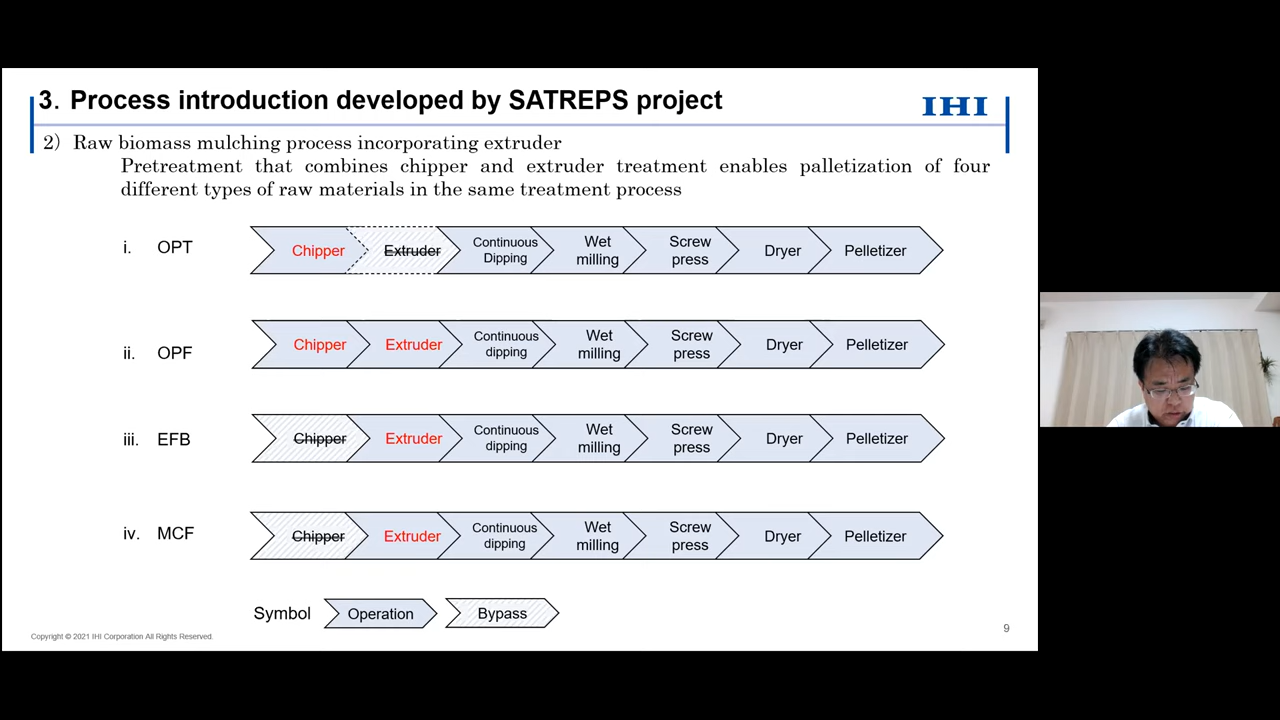 3. Process introduction developed by SATREPS project
IHI
2) Raw biomass mulching process incorporating extruder
Pretreatment that combines chipper and extruder treatment enables palletization of four
different types of raw materials in the same treatment process
i. OPT
Chipper
Extruder
Continuous
Dipping
Wet
milling
Screw
press
Dryer
Pelletizer
ii. OPF
Chipper
Extruder
Continuous
dipping
Wet
milling
Screw
press
Dryer
Pelletizer
iii. EFB
Chipper
Extruder
Continuous
dipping
Wet
milling
Screw
press
Dryer
Pelletizer
iv. MCF
Chipper
Extruder
Continuous
dipping
Wet
milling
Screw
press
Dryer
Pelletizer
Symbol
Operation
Bypass
Copyright © 2021 IHI Corporation All Rights Reserved.
9